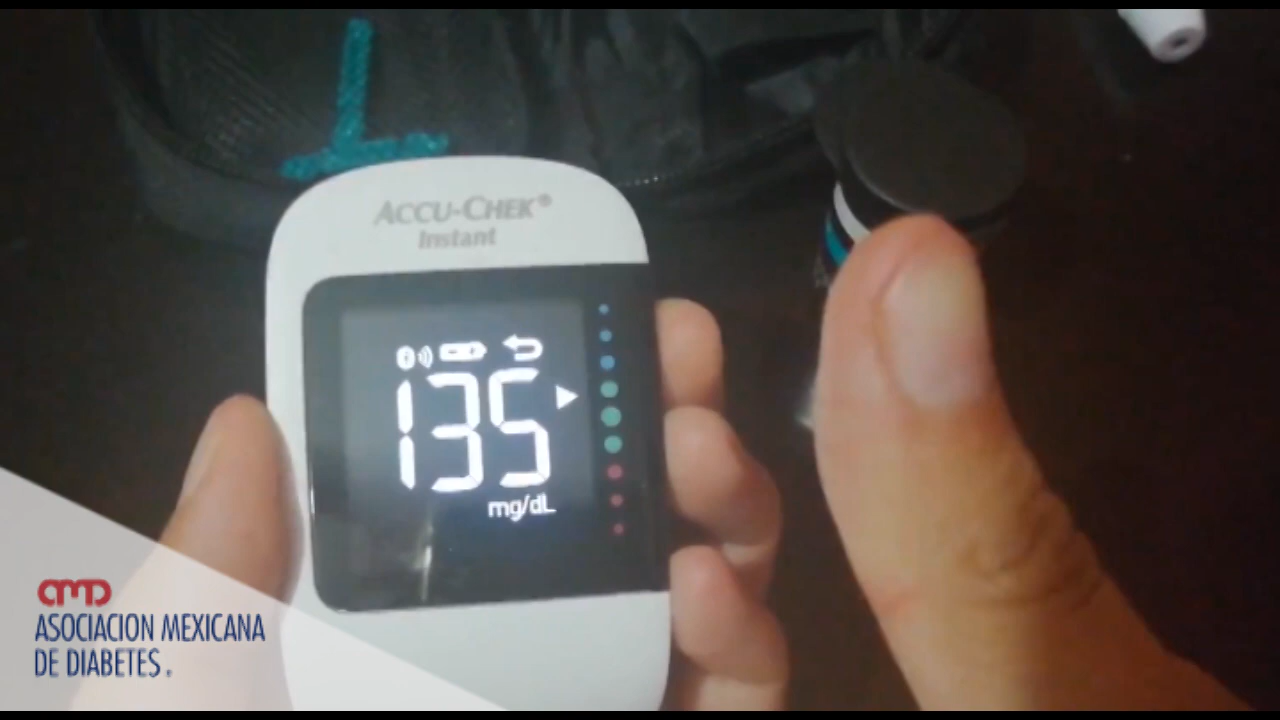 ACCU-CHEK®
Instant
135
mg/dL
AMD
ASOCIACION MEXICANA
DE DIABETES.